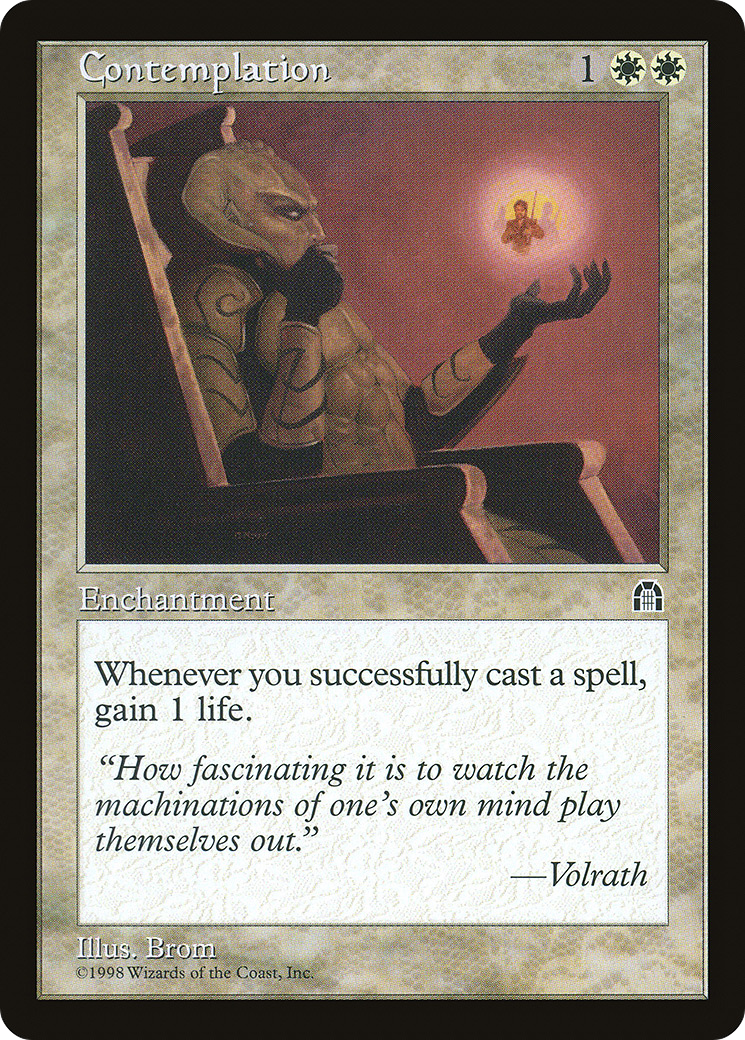 Contemplation 1
Enchantment
Whenever you successfully cast a spell,
gain 1 life.
“How fascinating it is to watch the
machinations of one’s own mind play
themselves out.”
—Volrath
Illus. Brom
©1998 Wizards of the Coast, Inc.